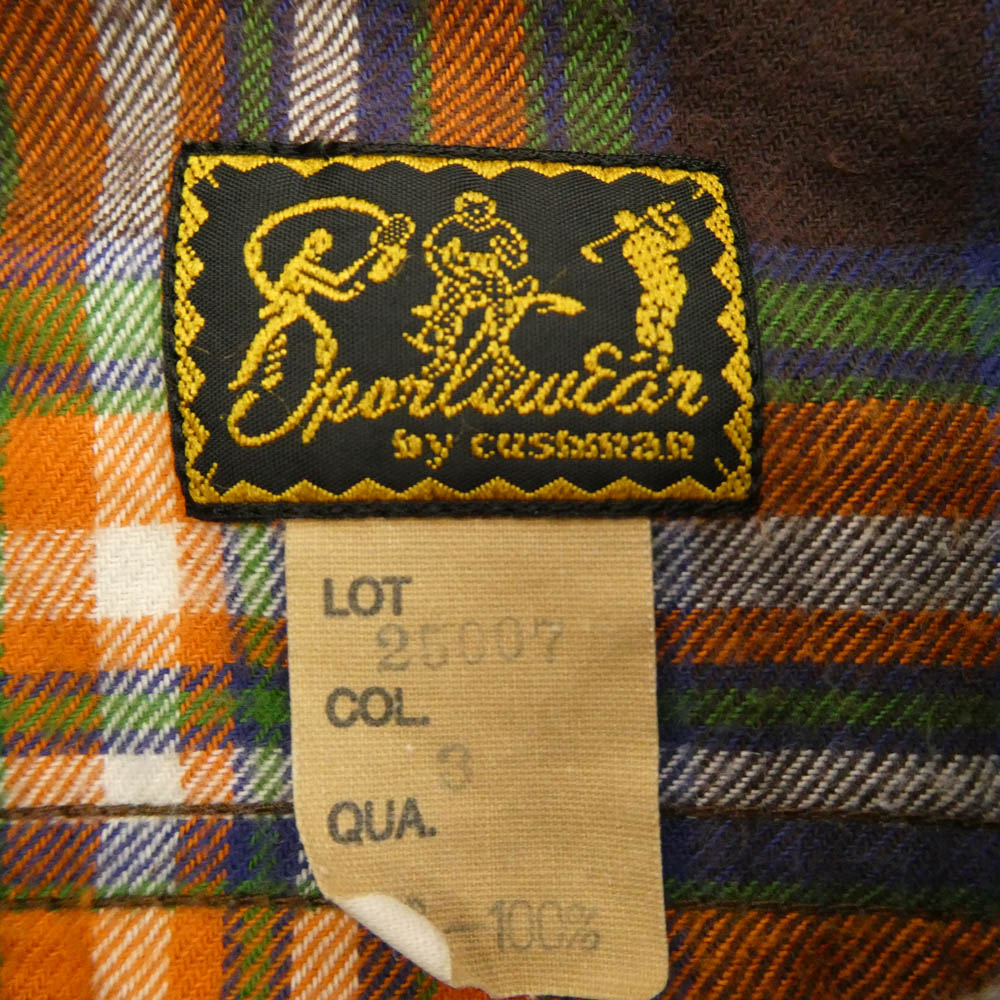 Sportswear
by cushman
LOT
25007
COL.
3
QUA.
-100%